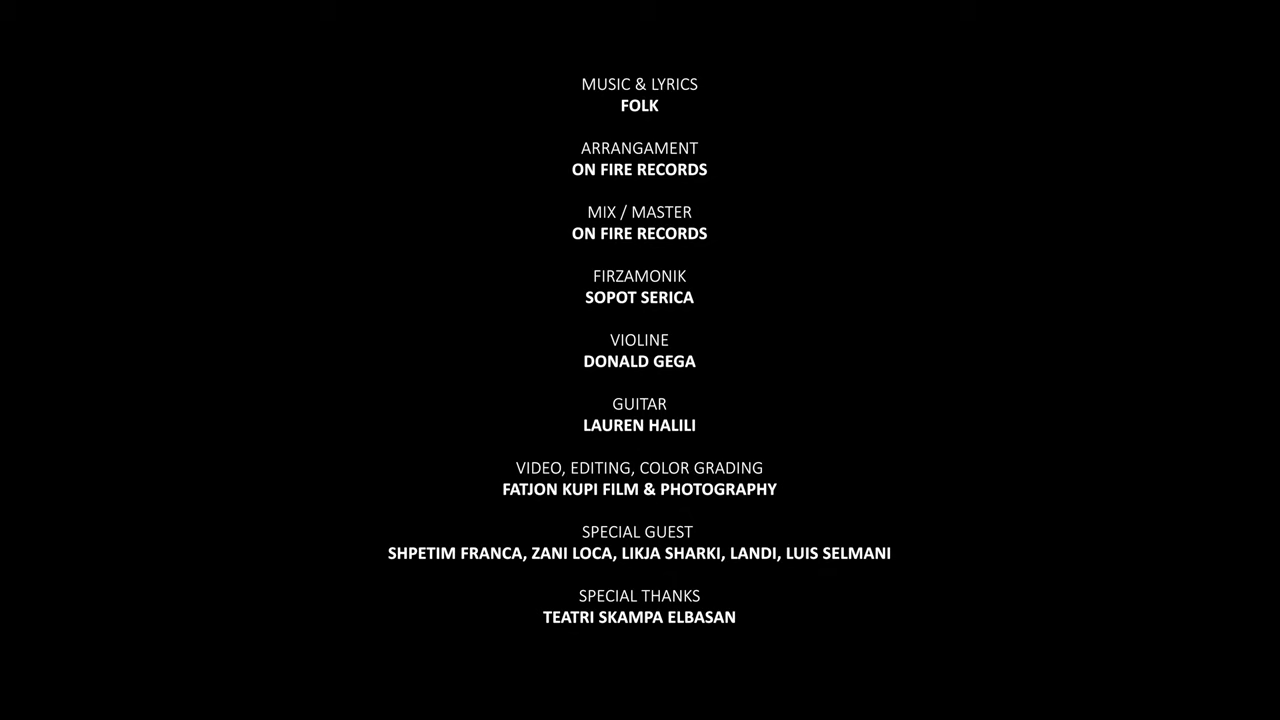 MUSIC & LYRICS
FOLK
ARRANGAMENT
ON FIRE RECORDS
MIX / MASTER
ON FIRE RECORDS
FIRZAMONIK
SOPOT SERICA
VIOLINE
DONALD GEGA
GUITAR
LAUREN HALILI
VIDEO, EDITING, COLOR GRADING
FATJON KUPI FILM & PHOTOGRAPHY
SPECIAL GUEST
SHPETIM FRANCA, ZANI LOCA, LIKJA SHARKI, LANDI, LUIS SELMANI
SPECIAL THANKS
TEATRI SKAMPA ELBASAN